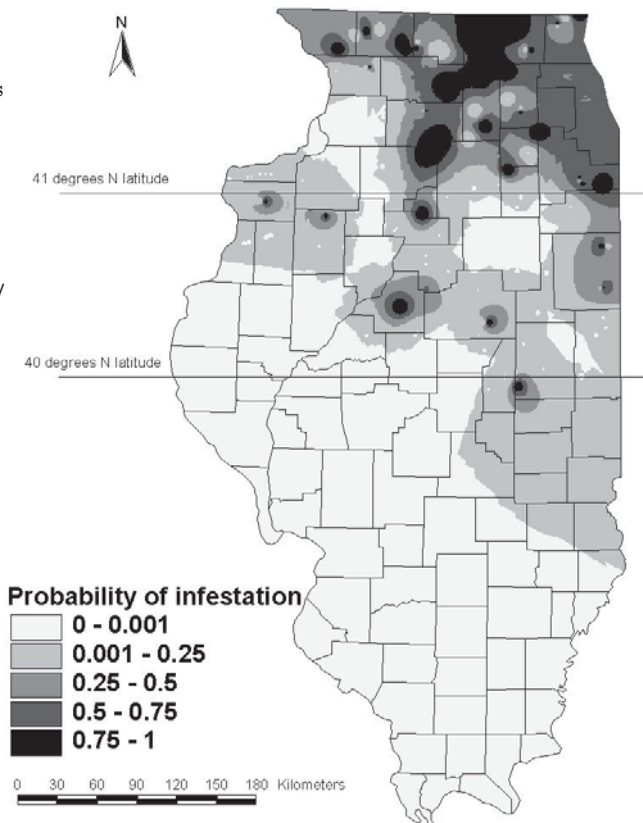 N
s
41 degrees N latitude
y
40 degrees N latitude
Probability of infestation
0 - 0.001
0.001 - 0.25
0.25 - 0.5
0.5 - 0.75
0.75 - 1
0 30 60 90 120 150 180 Kilometers